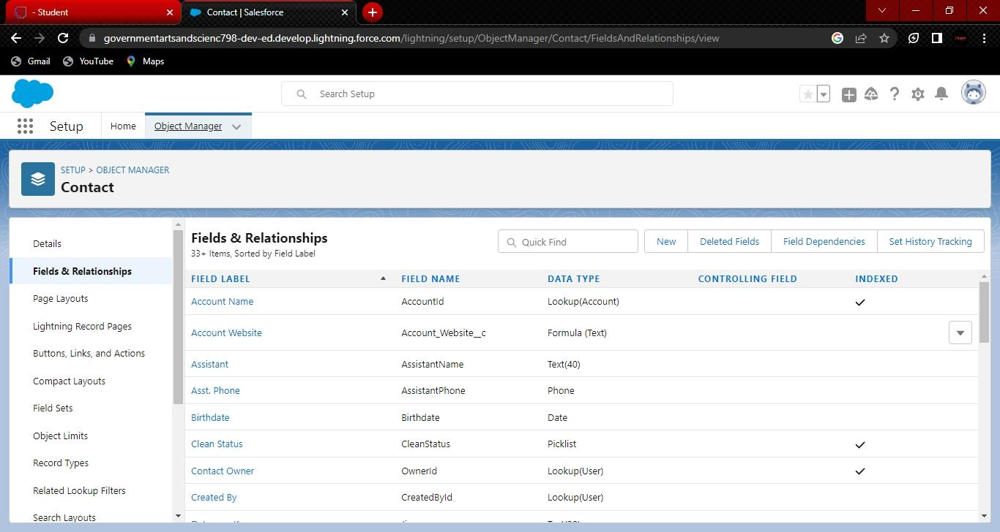 - Student
Contact | Salesforce
governmentartsandscienc798-dev-ed.develop.lightning.force.com/lightning/setup/ObjectManager/Contact/FieldsAndRelationships/view
Gmail YouTube Maps
Search Setup
Setup Home Object Manager
SETUP > OBJECT MANAGER
Contact
Details
Fields & Relationships
Page Layouts
Lightning Record Pages
Buttons, Links, and Actions
Compact Layouts
Field Sets
Object Limits
Record Types
Related Lookup Filters
Search Layouts
Fields & Relationships
33+ Items, Sorted by Field Label
Quick Find
New Deleted Fields Field Dependencies Set History Tracking
FIELD LABEL FIELD NAME DATA TYPE CONTROLLING FIELD INDEXED
Account Name AccountId Lookup(Account)
Account Website Account_Website__c Formula (Text)
Assistant AssistantName Text(40)
Asst. Phone AssistantPhone Phone
Birthdate Birthdate Date
Clean Status CleanStatus Picklist
Contact Owner OwnerId Lookup(User)
Created By CreatedById Lookup(User)